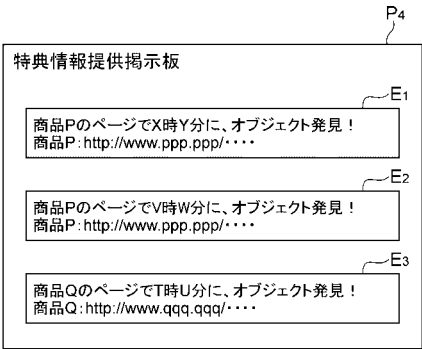 P4
特典情報提供掲示板
E1
商品PのページでX時Y分に、オブジェクト発見！
商品P：http://www.ppp.ppp/・・・・
E2
商品PのページでV時W分に、オブジェクト発見！
商品P：http://www.ppp.ppp/・・・・
E3
商品QのページでT時U分に、オブジェクト発見！
商品Q：http://www.qqq.qqq/・・・・